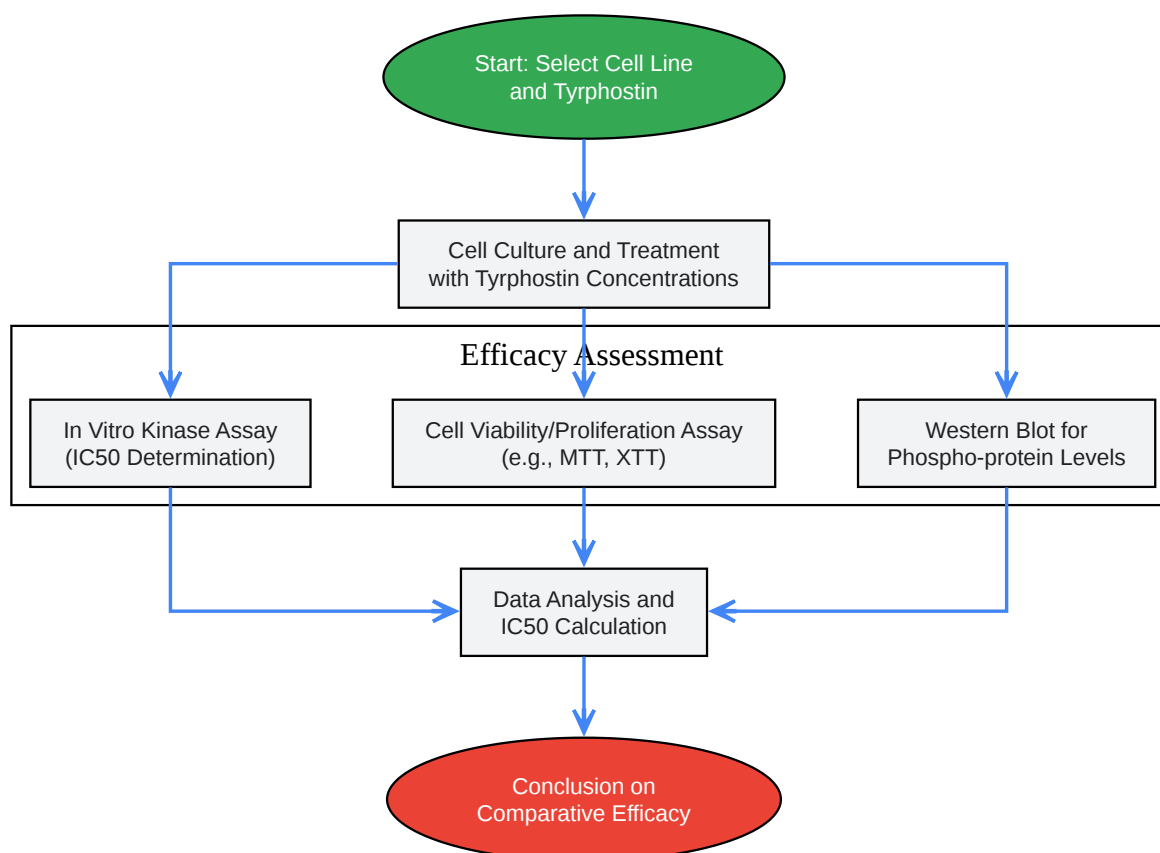 Start: Select Cell Line
and Tyrphostin
Cell Culture and Treatment
with Tyrphostin Concentrations
Efficacy Assessment
In Vitro Kinase Assay
(IC50 Determination)
Cell Viability/Proliferation Assay
(e.g., MTT, XTT)
Western Blot for
Phospho-protein Levels
Data Analysis and
IC50 Calculation
Conclusion on
Comparative Efficacy